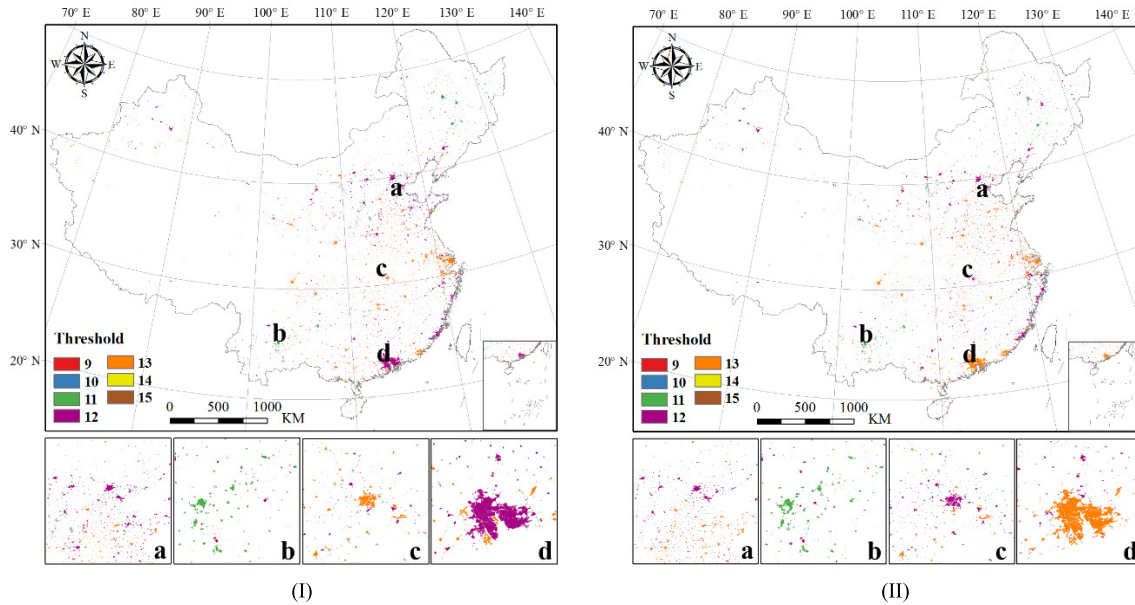 70° E 80° E 90° E 100° E 110° E 120° E 130° E 140° E
N
W E
S
40° N
30° N
20° N
a
c
b
d
Threshold
9 13
10 14
11 15
12
0 500 1000
KM
a b c d
(I)
70° E 80° E 90° E 100° E 110° E 120° E 130° E 140° E
N
W E
S
40° N
30° N
20° N
a
c
b
d
Threshold
9 13
10 14
11 15
12
0 500 1000
KM
a b c d
(II)